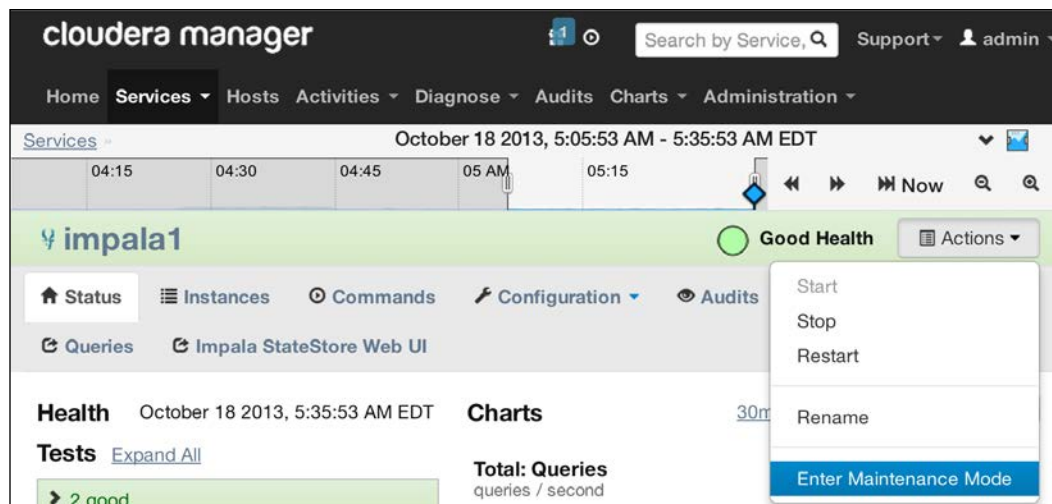 cloudera manager 1 Search by Service, Support admin
Home Services Hosts Activities Diagnose Audits Charts Administration
Services » October 18 2013, 5:05:53 AM - 5:35:53 AM EDT
04:15 04:30 04:45 05 AM 05:15 Now
impala1 Good Health Actions
Status Instances Commands Configuration Audits
Start
Stop
Queries Impala StateStore Web UI
Restart
Health October 18 2013, 5:35:53 AM EDT Charts 30m
Rename
Tests Expand All
Total: Queries
queries / second
Enter Maintenance Mode
2 good